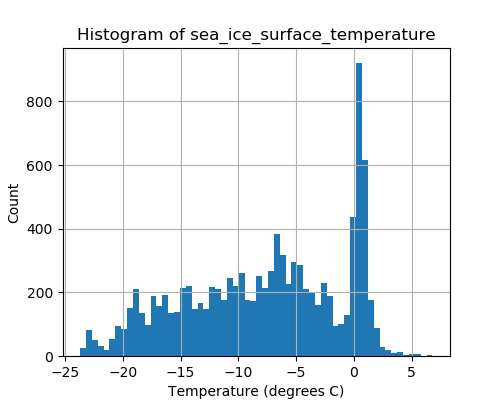 Histogram of sea_ice_surface_temperature
Count
800
600
400
200
0
−25 −20 −15 −10 −5 0 5
Temperature (degrees C)